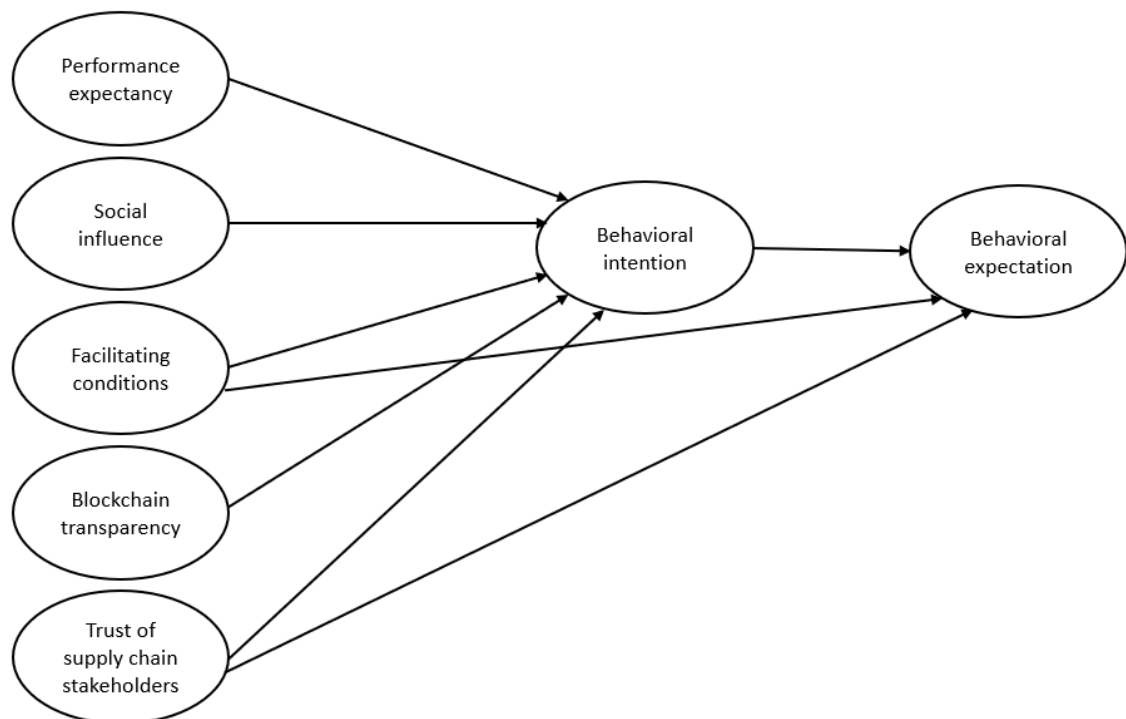 Performance
expectancy
Social
influence
Facilitating
conditions
Blockchain
transparency
Trust of
supply chain
stakeholders
Behavioral
intention
Behavioral
expectation